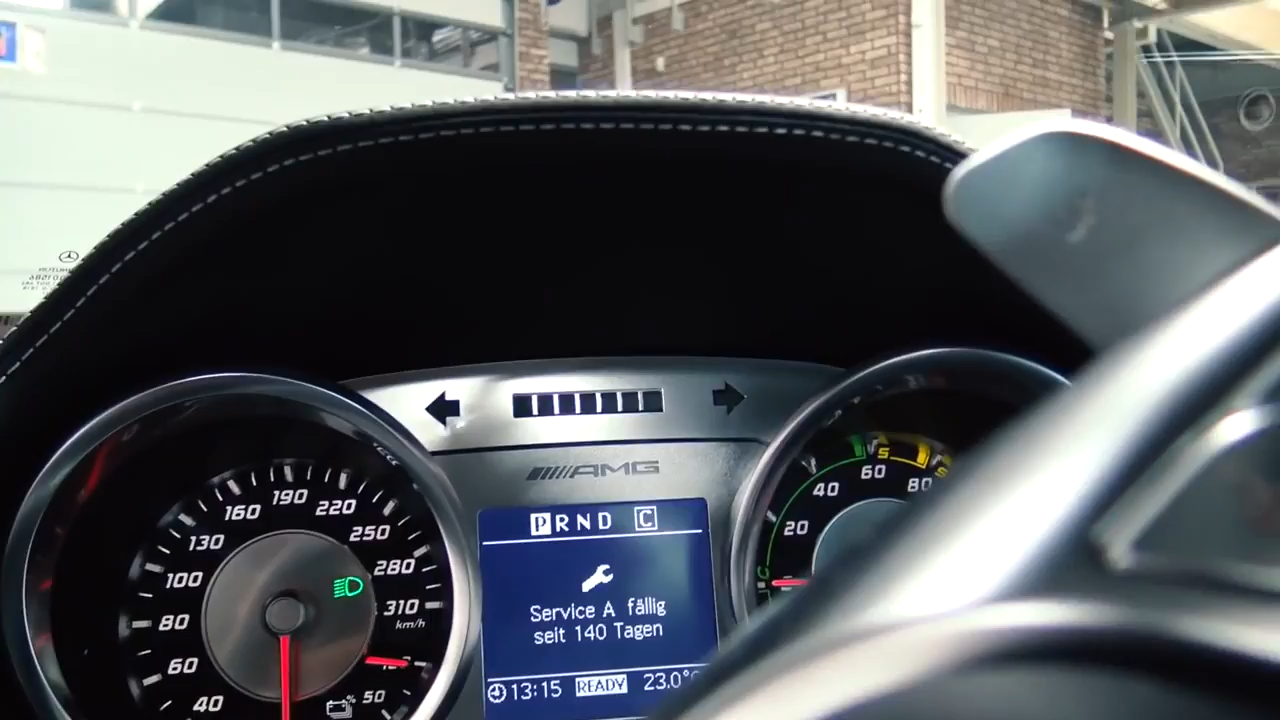 AMG
P R N D C
Service A fällig
seit 140 Tagen
13:15 READY 23.0°
40
60
80
100
130
160
190
220
250
280
310
km/h
50
%
20
40
60
80
S
S
C